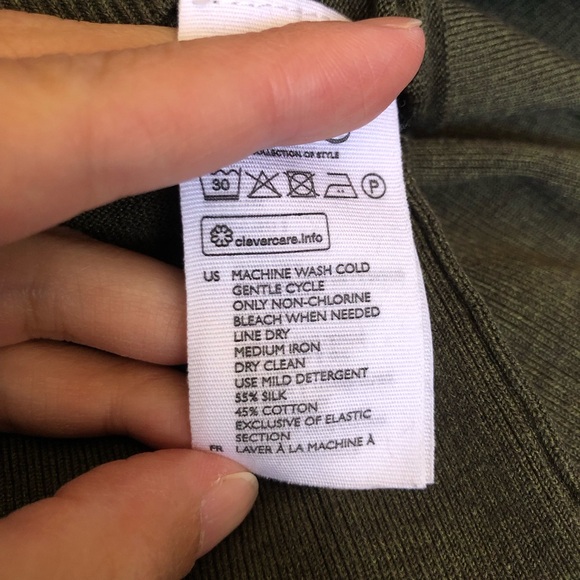 COLLECTION OF STYLE
30
P
clevercare.info
US MACHINE WASH COLD
GENTLE CYCLE
ONLY NON-CHLORINE
BLEACH WHEN NEEDED
LINE DRY
MEDIUM IRON
DRY CLEAN
USE MILD DETERGENT
55% SILK
45% COTTON
EXCLUSIVE OF ELASTIC
SECTION
FR LAVER À LA MACHINE À